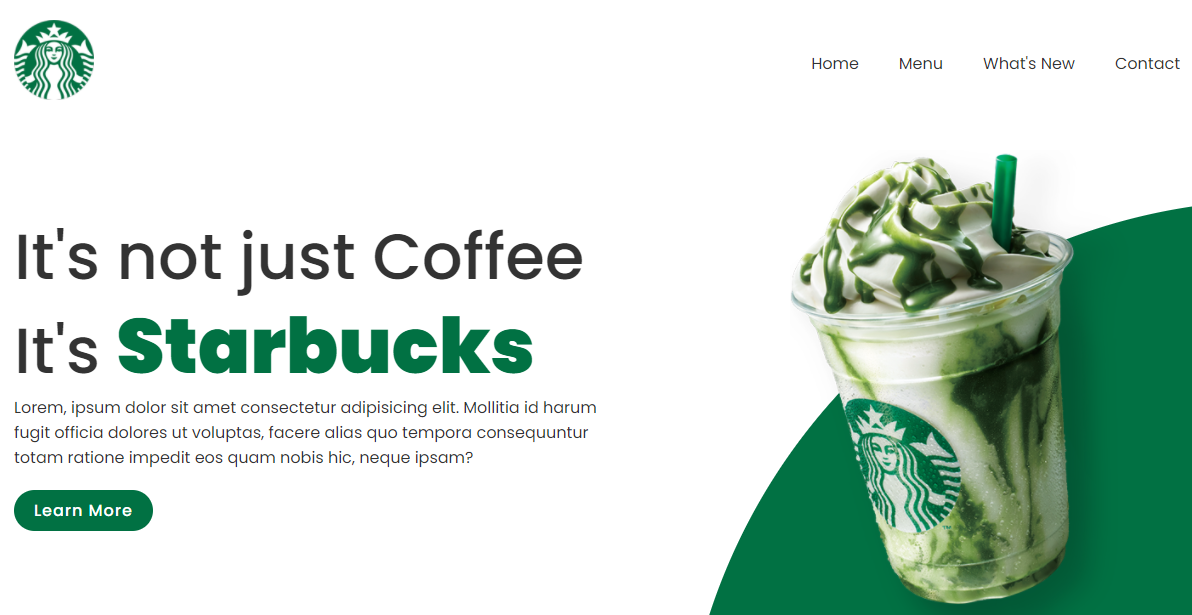 Home Menu What's New Contact
It's not just Coffee
It's Starbucks
Lorem, ipsum dolor sit amet consectetur adipisicing elit. Mollitia id harum
fugit officia dolores ut voluptas, facere alias quo tempora consequuntur
totam ratione impedit eos quam nobis hic, neque ipsam?
Learn More